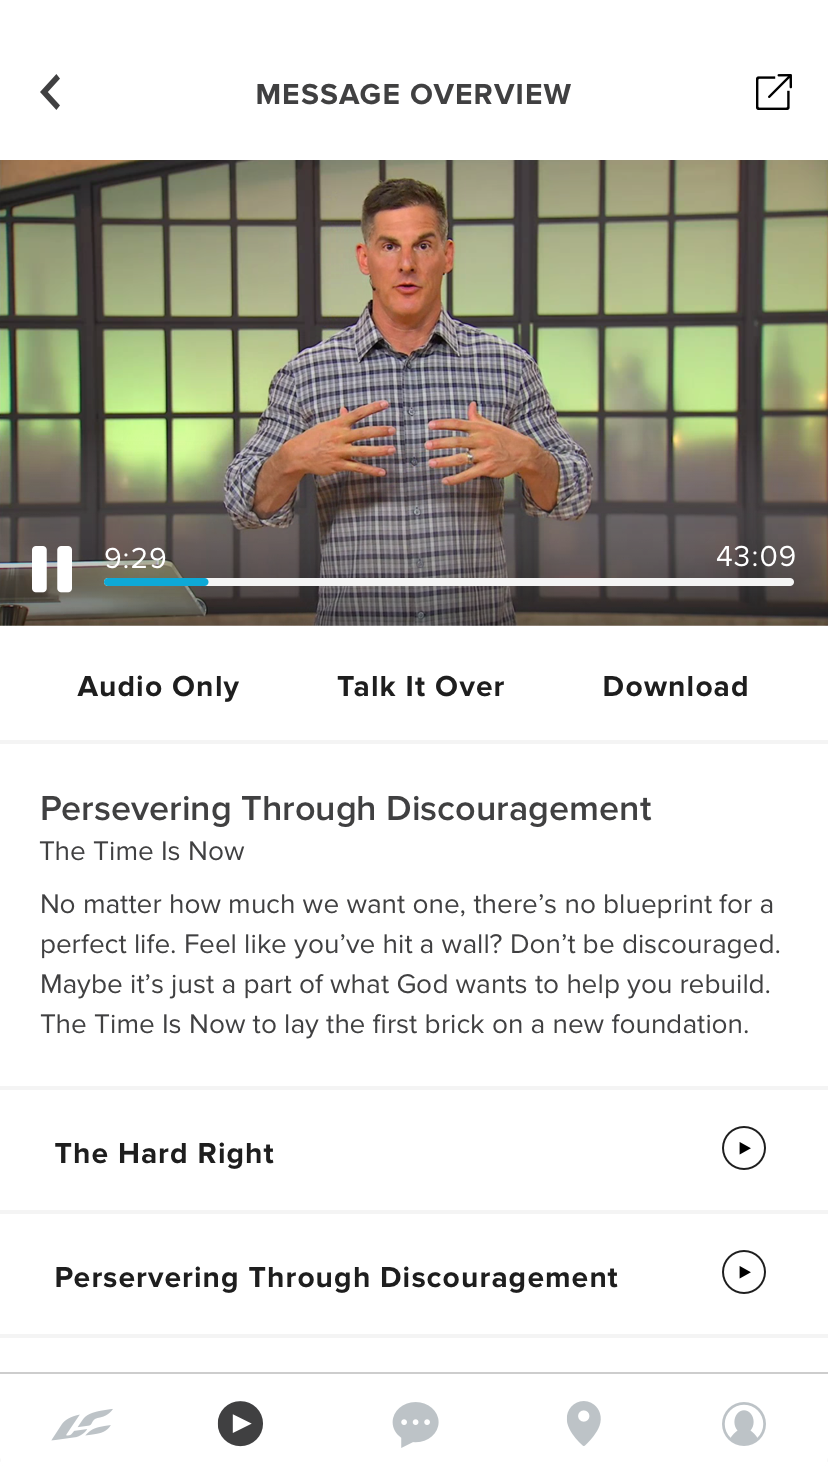 MESSAGE OVERVIEW
9:29
43:09
Audio Only
Talk It Over
Download
Persevering Through Discouragement
The Time Is Now
No matter how much we want one, there’s no blueprint for a
perfect life. Feel like you’ve hit a wall? Don’t be discouraged.
Maybe it’s just a part of what God wants to help you rebuild.
The Time Is Now to lay the first brick on a new foundation.
The Hard Right
Perservering Through Discouragement